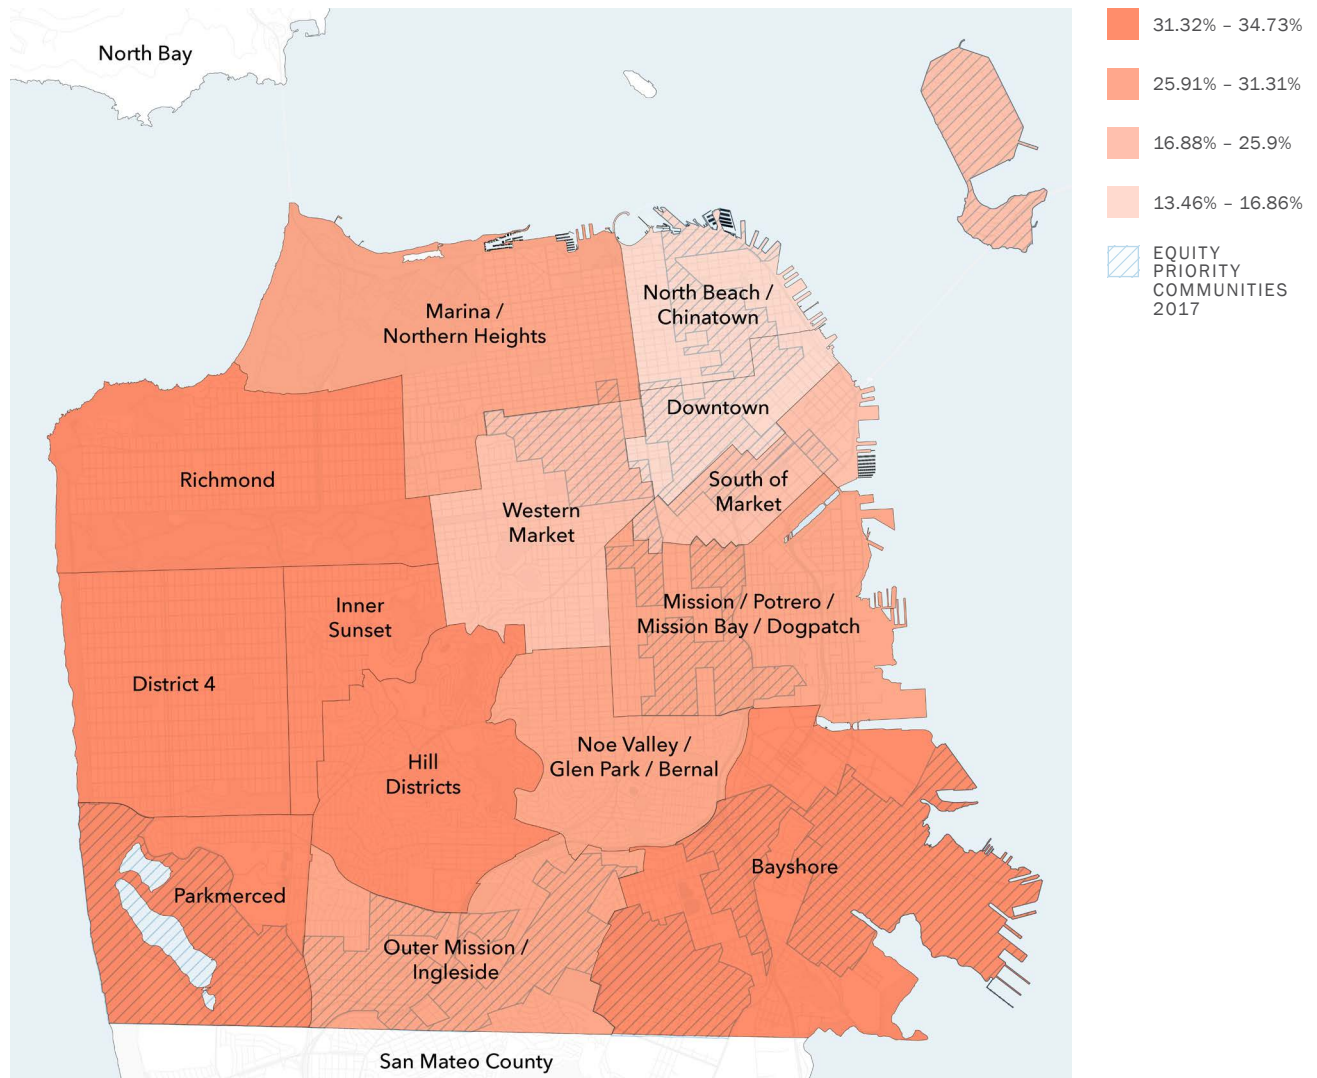 North Bay
31.32% – 34.73%
25.91% – 31.31%
16.88% – 25.9%
13.46% – 16.86%
EQUITY
PRIORITY
COMMUNITIES
2017
Marina /
Northern Heights
North Beach /
Chinatown
Downtown
Richmond
South of
Market
Western
Market
Inner
Sunset
Mission / Potrero /
Mission Bay / Dogpatch
District 4
Hill
Districts
Noe Valley /
Glen Park / Bernal
Bayshore
Parkmerced
Outer Mission /
Ingleside
San Mateo County